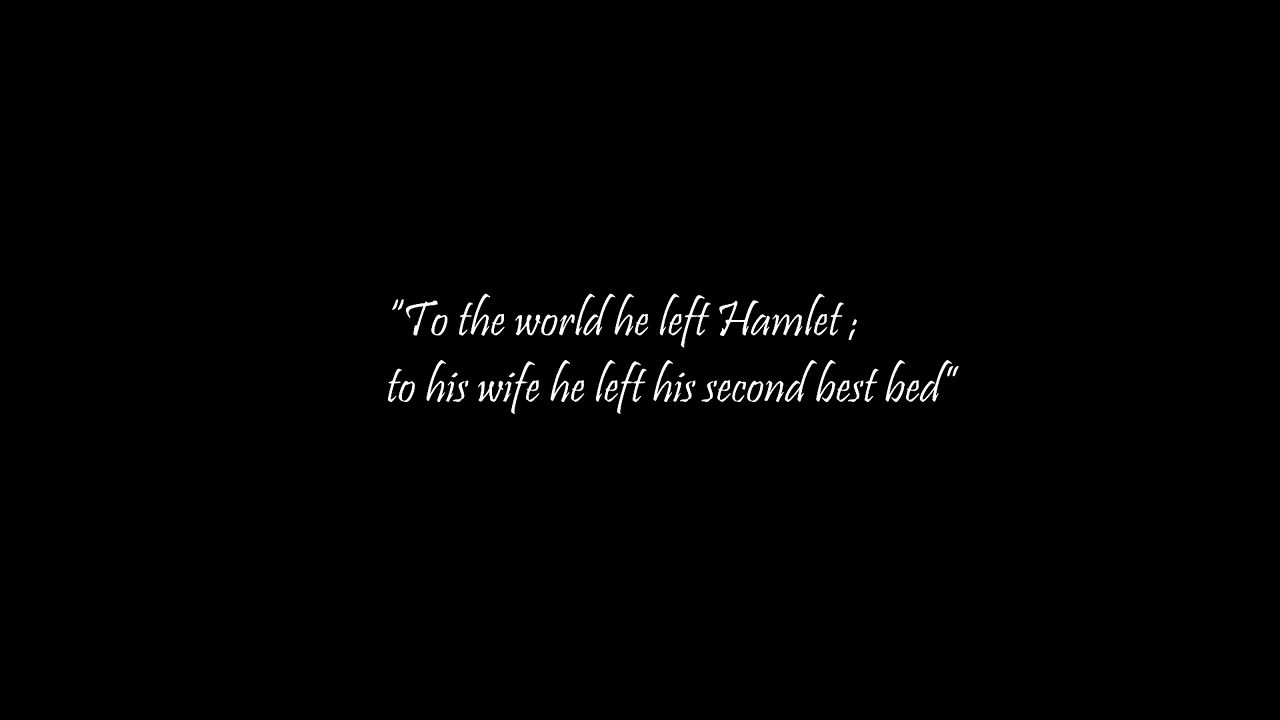 "To the world he left Hamlet ;
to his wife he left his second best bed"